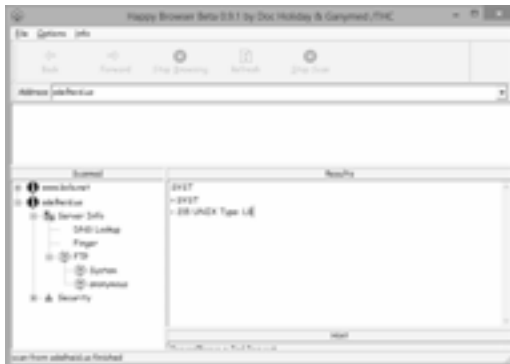 Happy Browser Beta 0.9.1 by Doc Holiday & Ganymed /THC
File Options Info
Back Forward Stop Browsing Refresh Stop Scan
Address
Scanned
Server Info
DNS Lookup
Finger
FTP
System
anonymous
Security
Results
SYST
> SYST
< 215 UNIX Type: L8
Hint
scan from finished